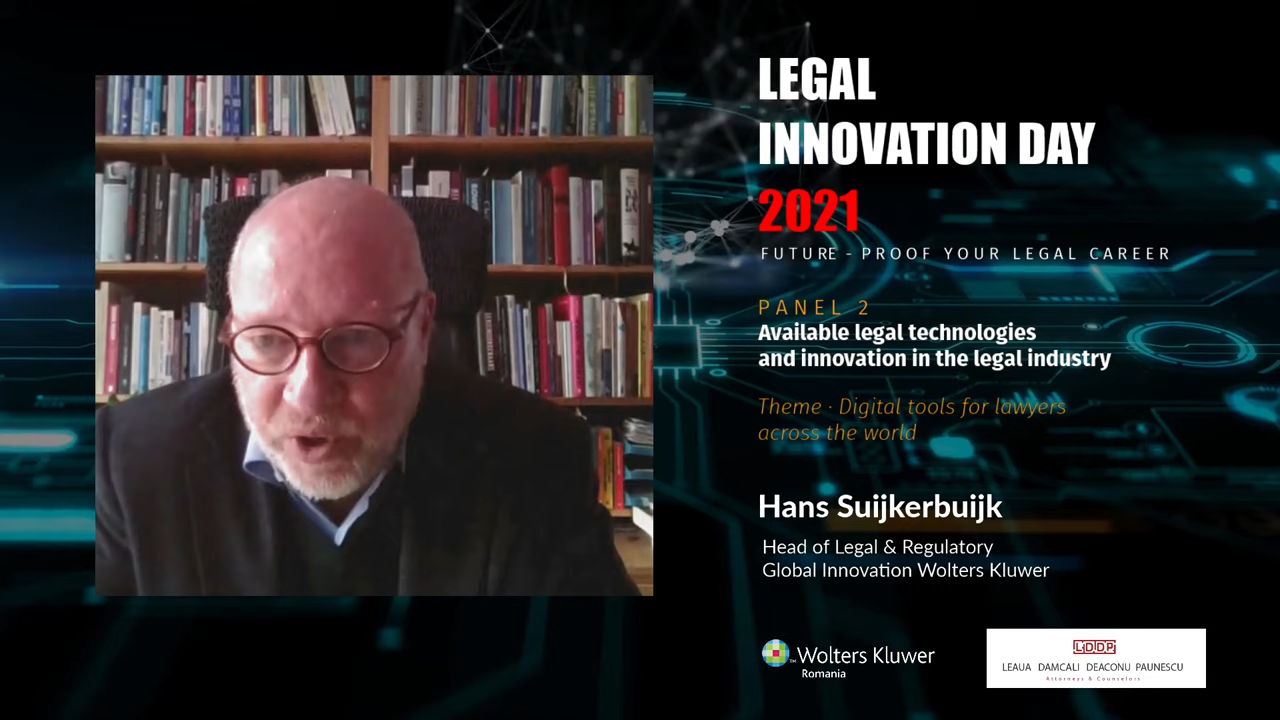 LEGAL
INNOVATION DAY
2021
FUTURE - PROOF YOUR LEGAL CAREER
PANEL 2
Available legal technologies
and innovation in the legal industry
Theme · Digital tools for lawyers
across the world
Hans Suijkerbuijk
Head of Legal & Regulatory
Global Innovation Wolters Kluwer
TM Wolters Kluwer
Romania
LDDP
LEAUA DAMCALI DEACONU PAUNESCU
Attorneys & Counselors